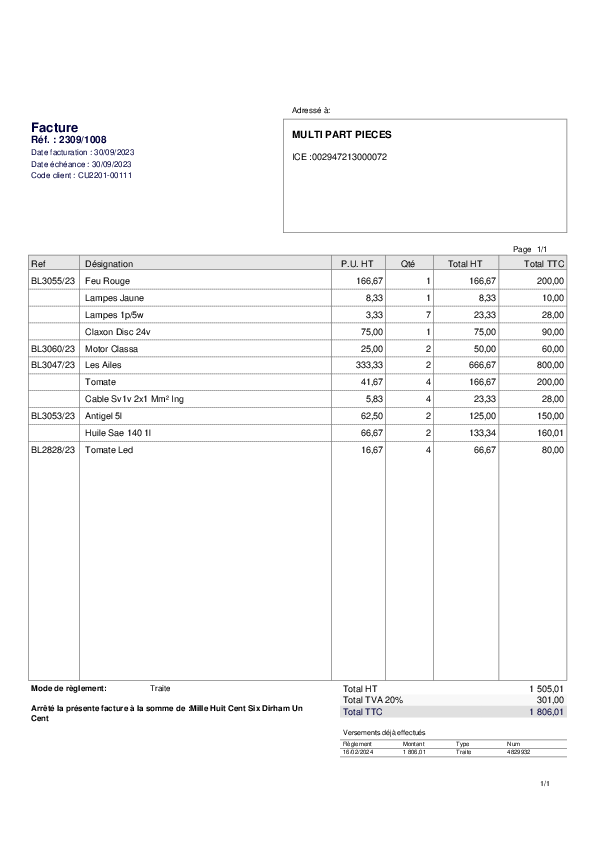 Adressé à:
Facture
Réf. : 2309/1008
Date facturation : 30/09/2023
Date échéance : 30/09/2023
Code client : CU2201-00111
MULTI PART PIECES
ICE :002947213000072
Page 1/1
Ref Désignation P.U. HT Qté Total HT Total TTC
BL3055/23 Feu Rouge 166,67 1 166,67 200,00
Lampes Jaune 8,33 1 8,33 10,00
Lampes 1p/5w 3,33 7 23,33 28,00
Claxon Disc 24v 75,00 1 75,00 90,00
BL3060/23 Motor Classa 25,00 2 50,00 60,00
BL3047/23 Les Ailes 333,33 2 666,67 800,00
Tomate 41,67 4 166,67 200,00
Cable Sv1v 2x1 Mm² Ing 5,83 4 23,33 28,00
BL3053/23 Antigel 5l 62,50 2 125,00 150,00
Huile Sae 140 1l 66,67 2 133,34 160,01
BL2828/23 Tomate Led 16,67 4 66,67 80,00
Mode de règlement: Traite
Arrêté la présente facture à la somme de :Mille Huit Cent Six Dirham Un
Cent
Total HT 1 505,01
Total TVA 20% 301,00
Total TTC 1 806,01
Versements déjà effectués
Règlement Montant Type Num
16/02/2024 1 806,01 Traite 4829932
1/1